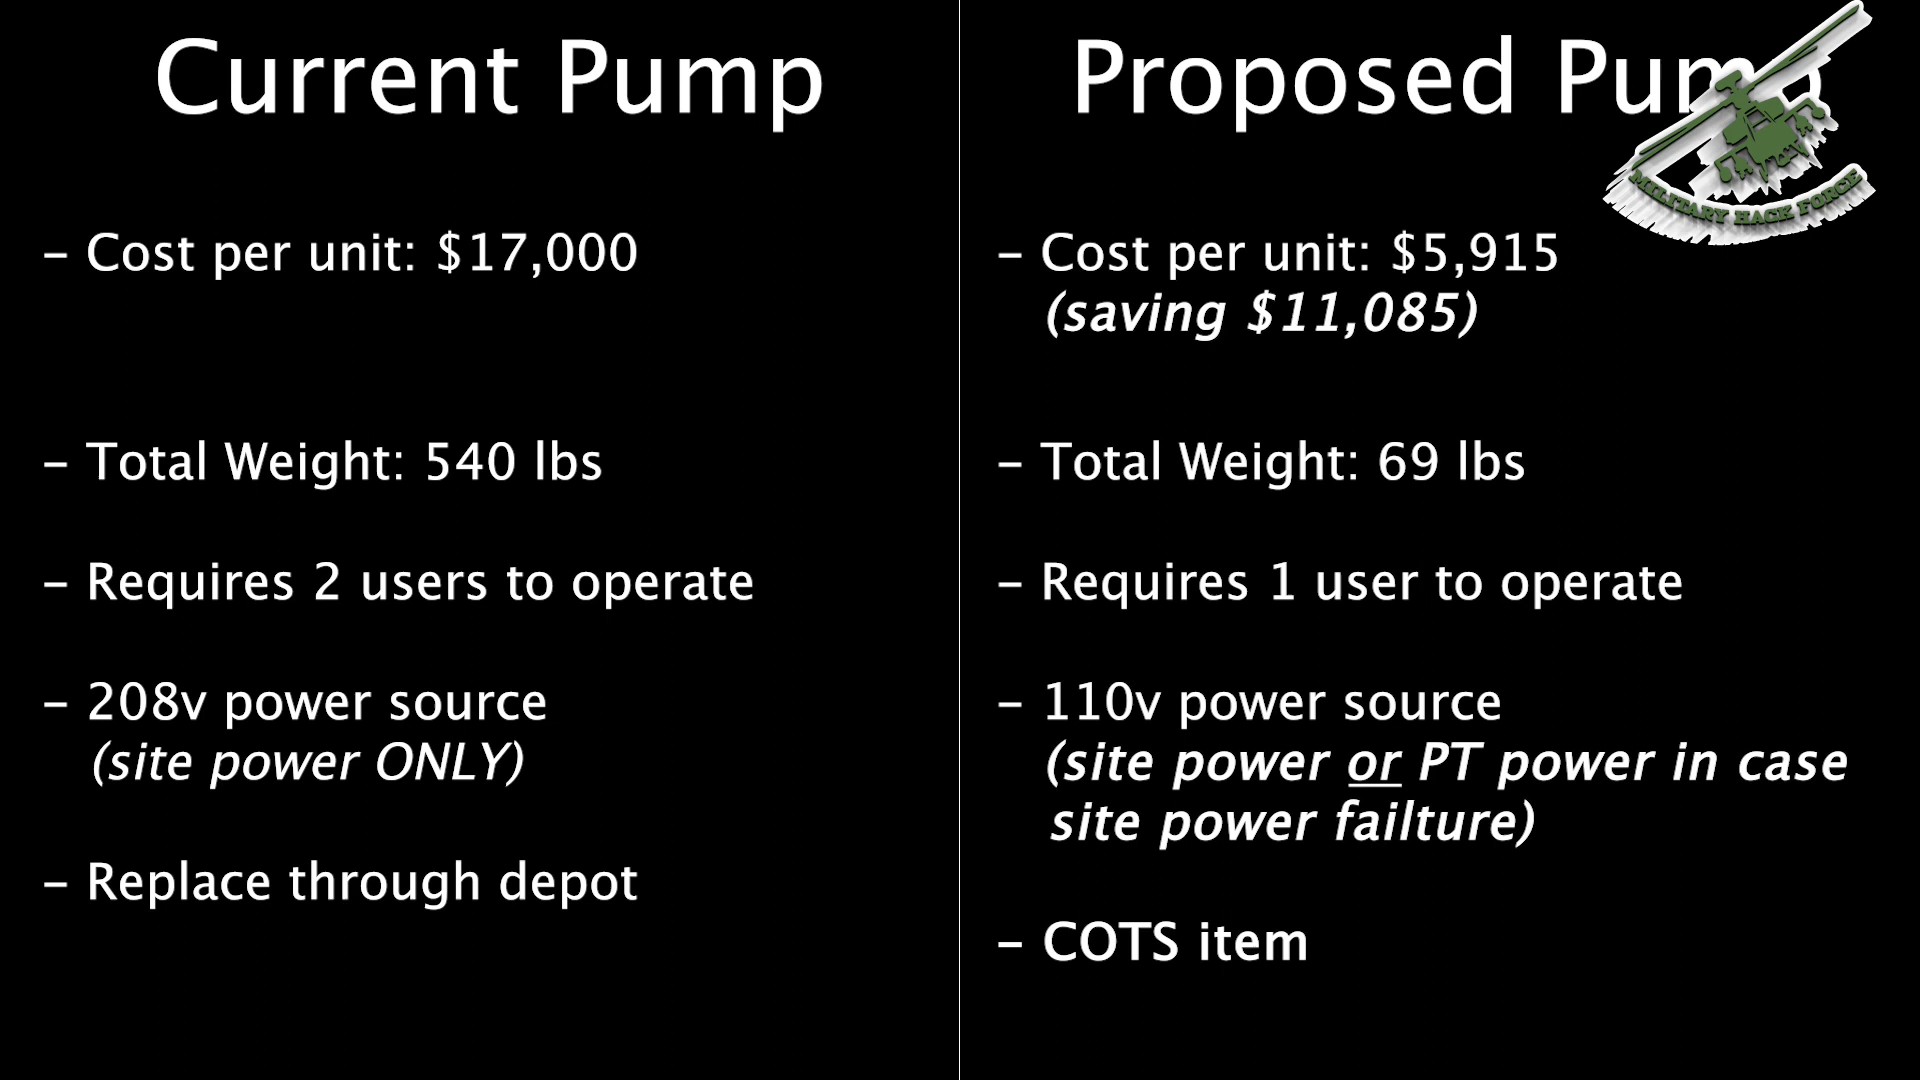 Current Pump
– Cost per unit: $17,000
– Total Weight: 540 lbs
– Requires 2 users to operate
– 208v power source
(site power ONLY)
– Replace through depot
Proposed Pump
– Cost per unit: $5,915
(saving $11,085)
– Total Weight: 69 lbs
– Requires 1 user to operate
– 110v power source
(site power or PT power in case
site power failture)
– COTS item
MILITARY HACK FORCE